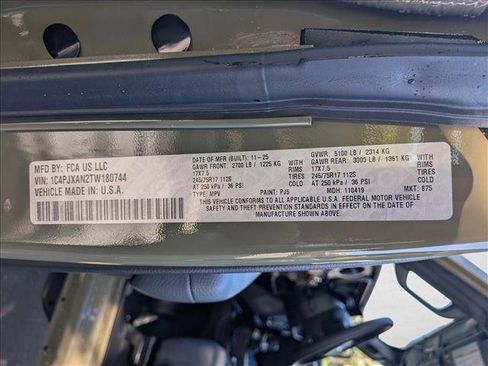 MFD BY: FCA US LLC
VIN: 1C4PJXAN2TW180744
VEHICLE MADE IN: U.S.A.
DATE OF MFR (BUILT): 11-25
GAWR FRONT: 2700 LB / 1225 KG
17X7.5 RIMS
245/75R17 112S TIRES
AT 250 kPa / 36 PSI COLD
TYPE: MPV PAINT: PJ5
GVWR: 5100 LB / 2314 KG
GAWR REAR: 3003 LB / 1361 KG
17X7.5 RIMS
245/75R17 112S TIRES
AT 250 kPa / 36 PSI COLD
MDH: 110419 MKT: 875
THIS VEHICLE CONFORMS TO ALL APPLICABLE U.S.A. FEDERAL MOTOR VEHICLE
SAFETY STANDARDS AND THEFT PREVENTION STANDARDS IN EFFECT ON THE
DATE OF MANUFACTURE SHOWN ABOVE.